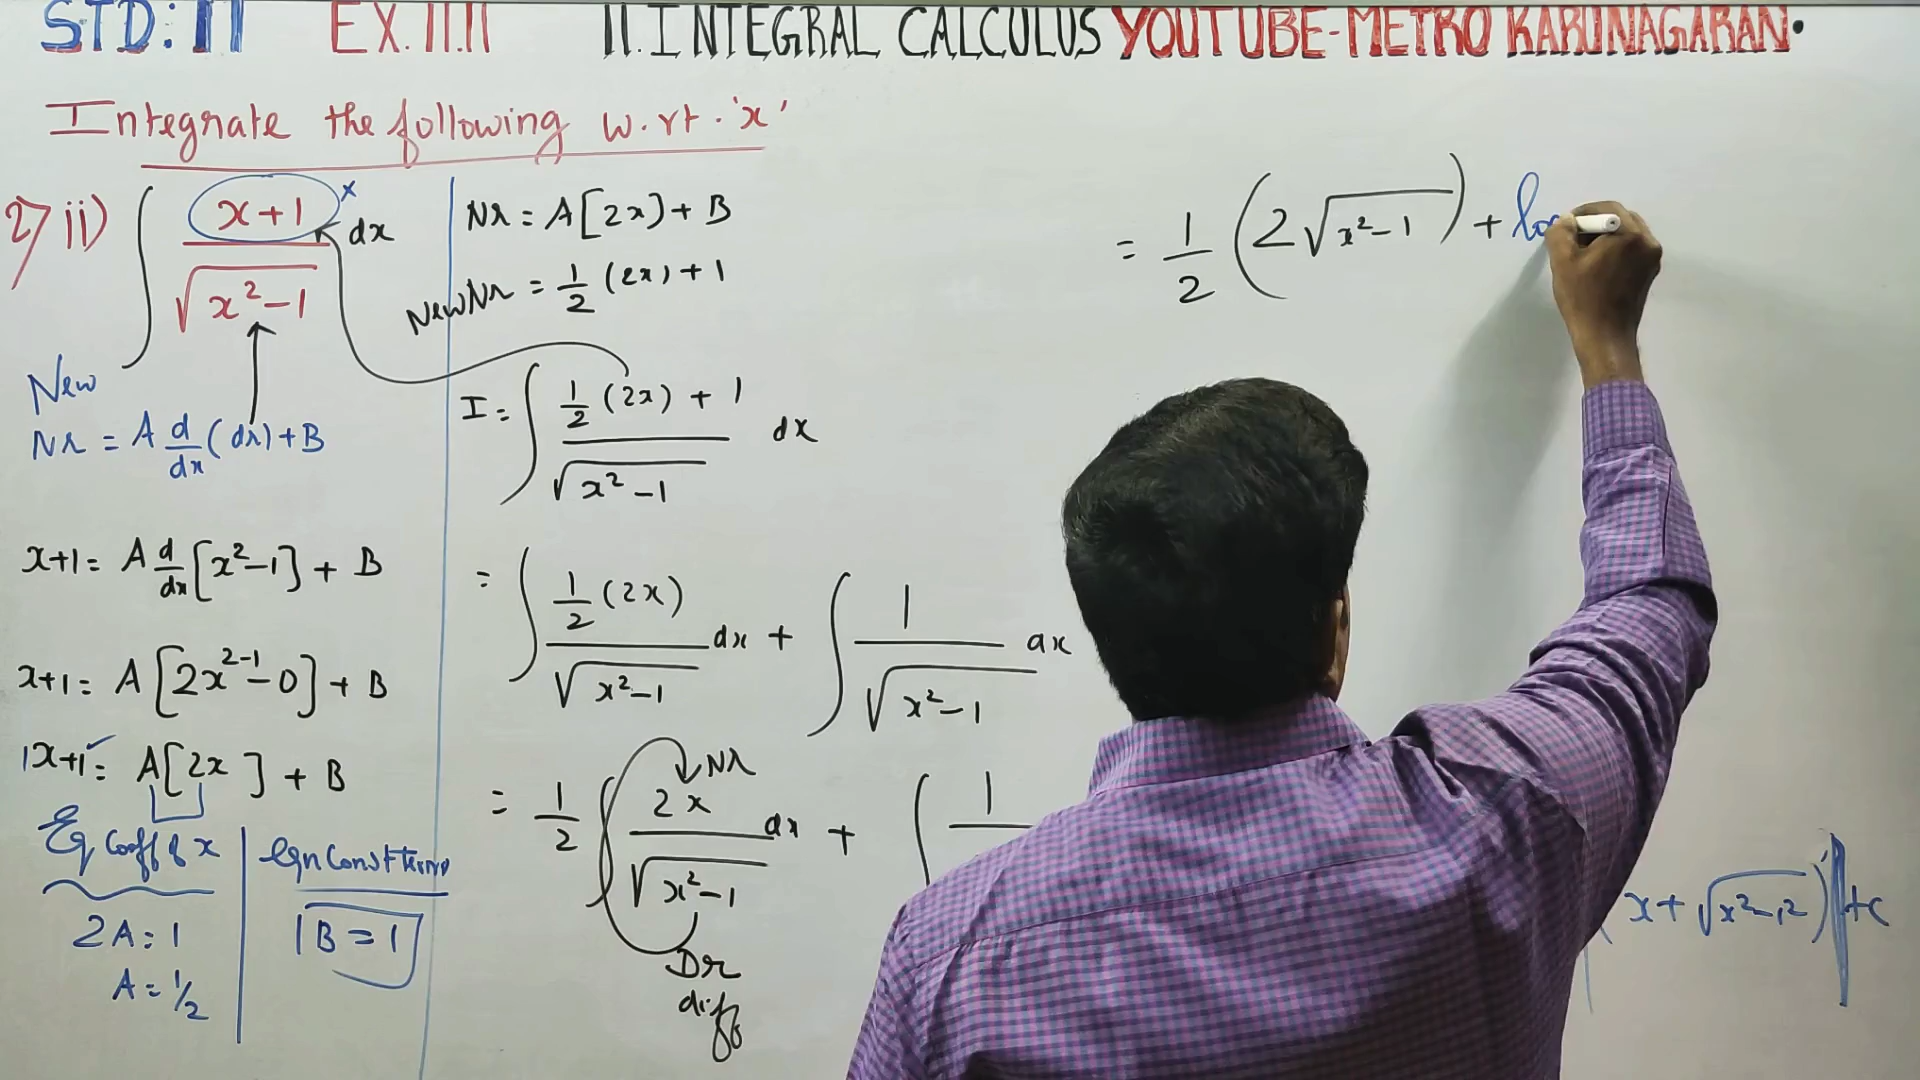 STD: 11 EX. 11.11 11. INTEGRAL CALCULUS YOUTUBE-METRO KARUNAGARAN.
Integrate the following w.rt. 'x'
2) ii) ∫ (x+1)/√(x²-1) dx
New
Nr = A d/dx (dr) + B
x+1 = A d/dx [x²-1] + B
x+1 = A [2x²⁻¹-0] + B
1x+1 = A [2x] + B
Eq Coeff of x
2A = 1
A = 1/2
Eqn Const term
B = 1
Nr = A[2x] + B
New Nr = 1/2 (2x) + 1
I = ∫ (1/2 (2x) + 1)/√(x²-1) dx
= ∫ (1/2 (2x))/√(x²-1) dx + ∫ 1/√(x²-1) dx
= 1/2 ∫ 2x/√(x²-1) dx + ∫ 1
Nr
Dr
diff
= 1/2 (2√(x²-1)) + lo
x + √(x²-1²) | + c